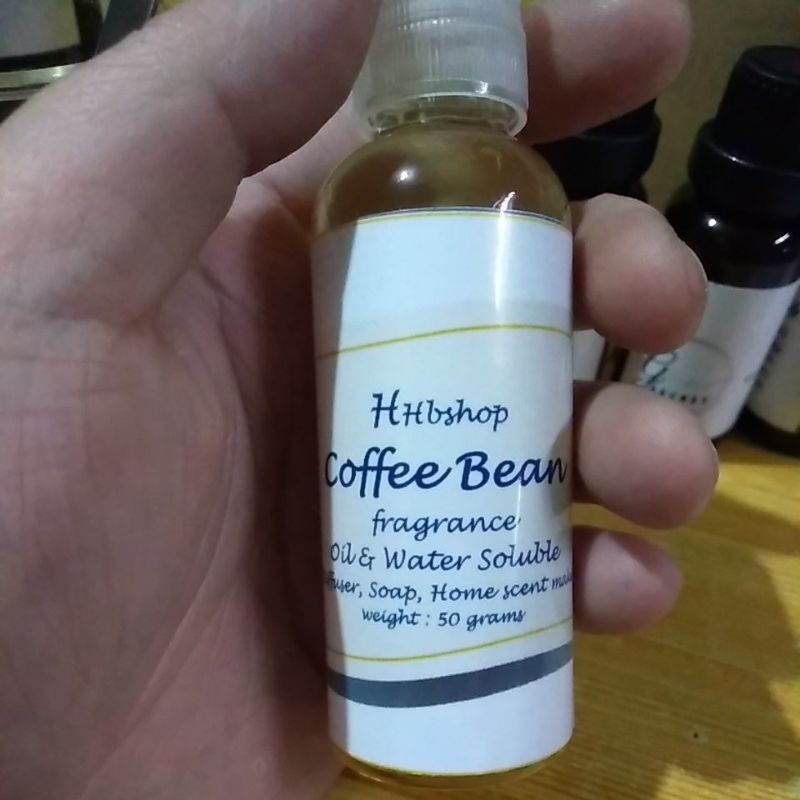 HHbshop
Coffee Bean
fragrance
Oil & Water Soluble
Soap, Home scent
weight : 50 grams